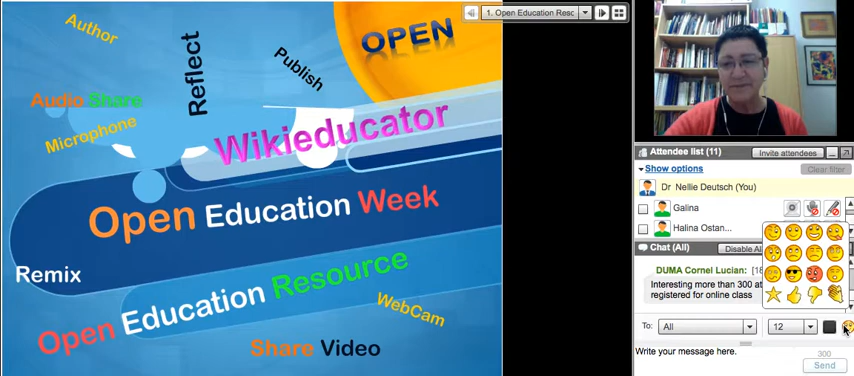 Author
Reflect
Publish
OPEN
Audio Share
Microphone
Wikieducator
Open Education Week
Remix
Open Education Resource
WebCam
Share Video
1. Open Education Resc
Attendee list (11)
Invite attendees
Show options
Clear filter
Dr Nellie Deutsch (You)
Galina
Halina Ostan...
Chat (All)
Disable All
DUMA Cornel Lucian: [18
Interesting more than 300 at
registered for online class
To: All 12
Write your message here.
300
Send